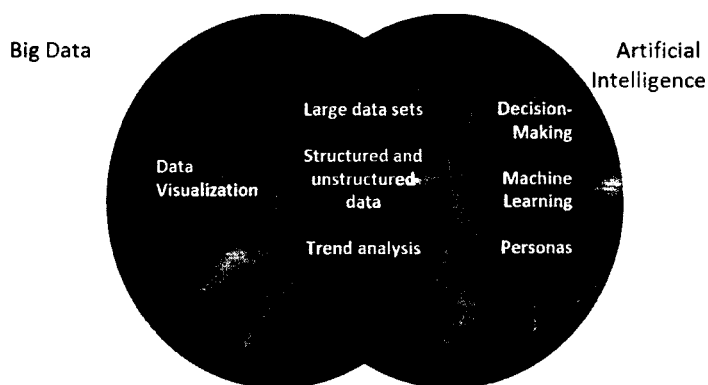 Big Data
Artificial
Intelligence
Large data sets
Decision-
Making
Structured and
unstructured
data
Data
Visualization
Machine
Learning
Trend analysis
Personas